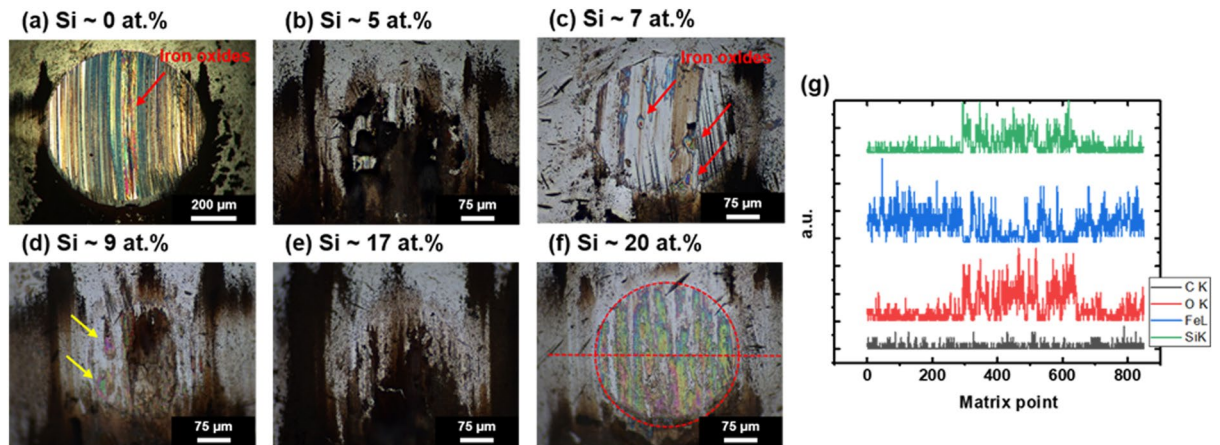 (a) Si ~ 0 at.%
(b) Si ~ 5 at.%
(c) Si ~ 7 at.%
Iron oxides
Iron oxides
200 μm
75 μm
75 μm
(d) Si ~ 9 at.%
(e) Si ~ 17 at.%
(f) Si ~ 20 at.%
75 μm
75 μm
75 μm
(g)
a.u.
C K
O K
FeL
SiK
0
200
400
600
800
Matrix point